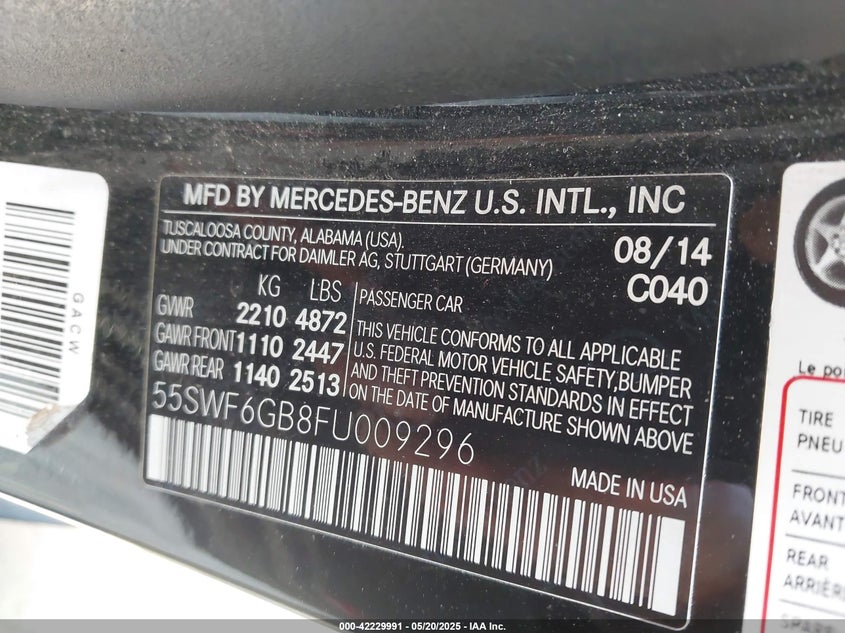 MFD BY MERCEDES-BENZ U.S. INTL., INC
TUSCALOOSA COUNTY, ALABAMA (USA).
UNDER CONTRACT FOR DAIMLER AG, STUTTGART (GERMANY)
08/14
C040
KG LBS
GVWR 2210 4872
GAWR FRONT 1110 2447
GAWR REAR 1140 2513
PASSENGER CAR
THIS VEHICLE CONFORMS TO ALL APPLICABLE
U.S. FEDERAL MOTOR VEHICLE SAFETY, BUMPER
AND THEFT PREVENTION STANDARDS IN EFFECT
ON THE DATE OF MANUFACTURE SHOWN ABOVE
55SWF6GB8FU009296
MADE IN USA
GACW
Le po
TIRE
PNEU
FRONT
AVANT
REAR
ARRIÈRE
SPARE
000-42229991 - 05/20/2025 - IAA Inc.